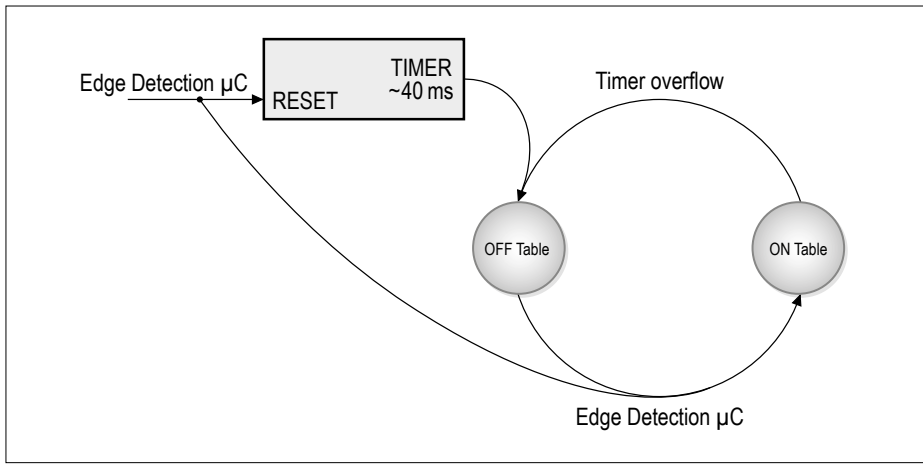 Edge Detection µC
TIMER
~40 ms
RESET
Timer overflow
OFF Table
ON Table
Edge Detection µC